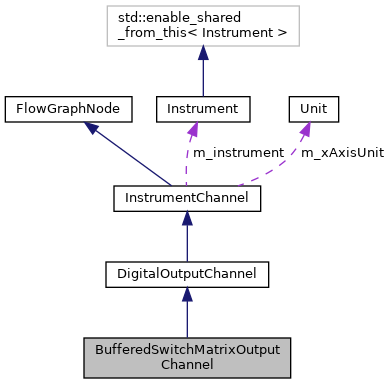 std::enable_shared
_from_this< Instrument >
FlowGraphNode
Instrument
Unit
m_instrument
m_xAxisUnit
InstrumentChannel
DigitalOutputChannel
BufferedSwitchMatrixOutput
Channel